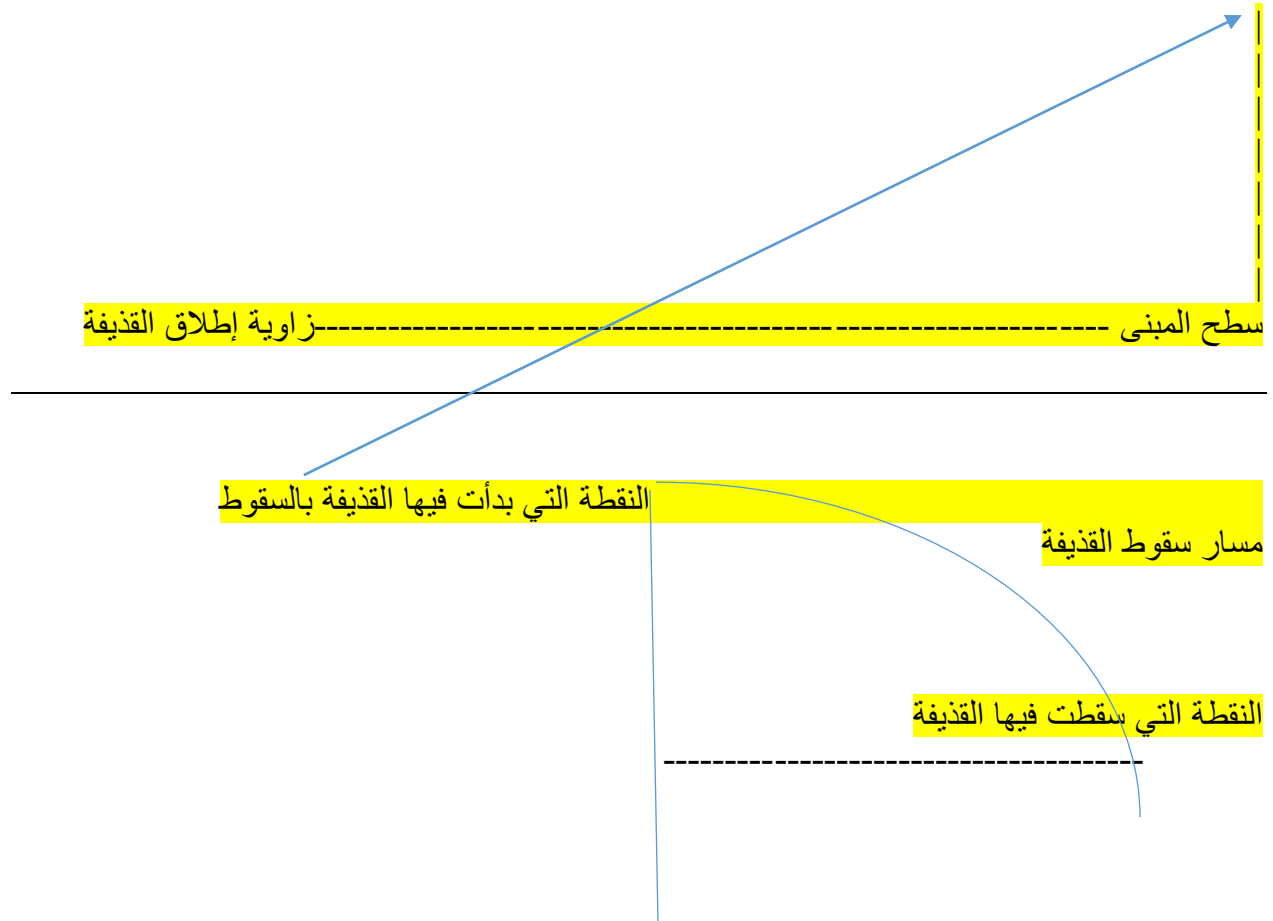 |
|
|
|
|
|
|
|
سطح المبنى ----------------------------------------------------------------زاوية إطلاق القذيفة
النقطة التي بدأت فيها القذيفة بالسقوط
مسار سقوط القذيفة
النقطة التي سقطت فيها القذيفة
---------------------------------------